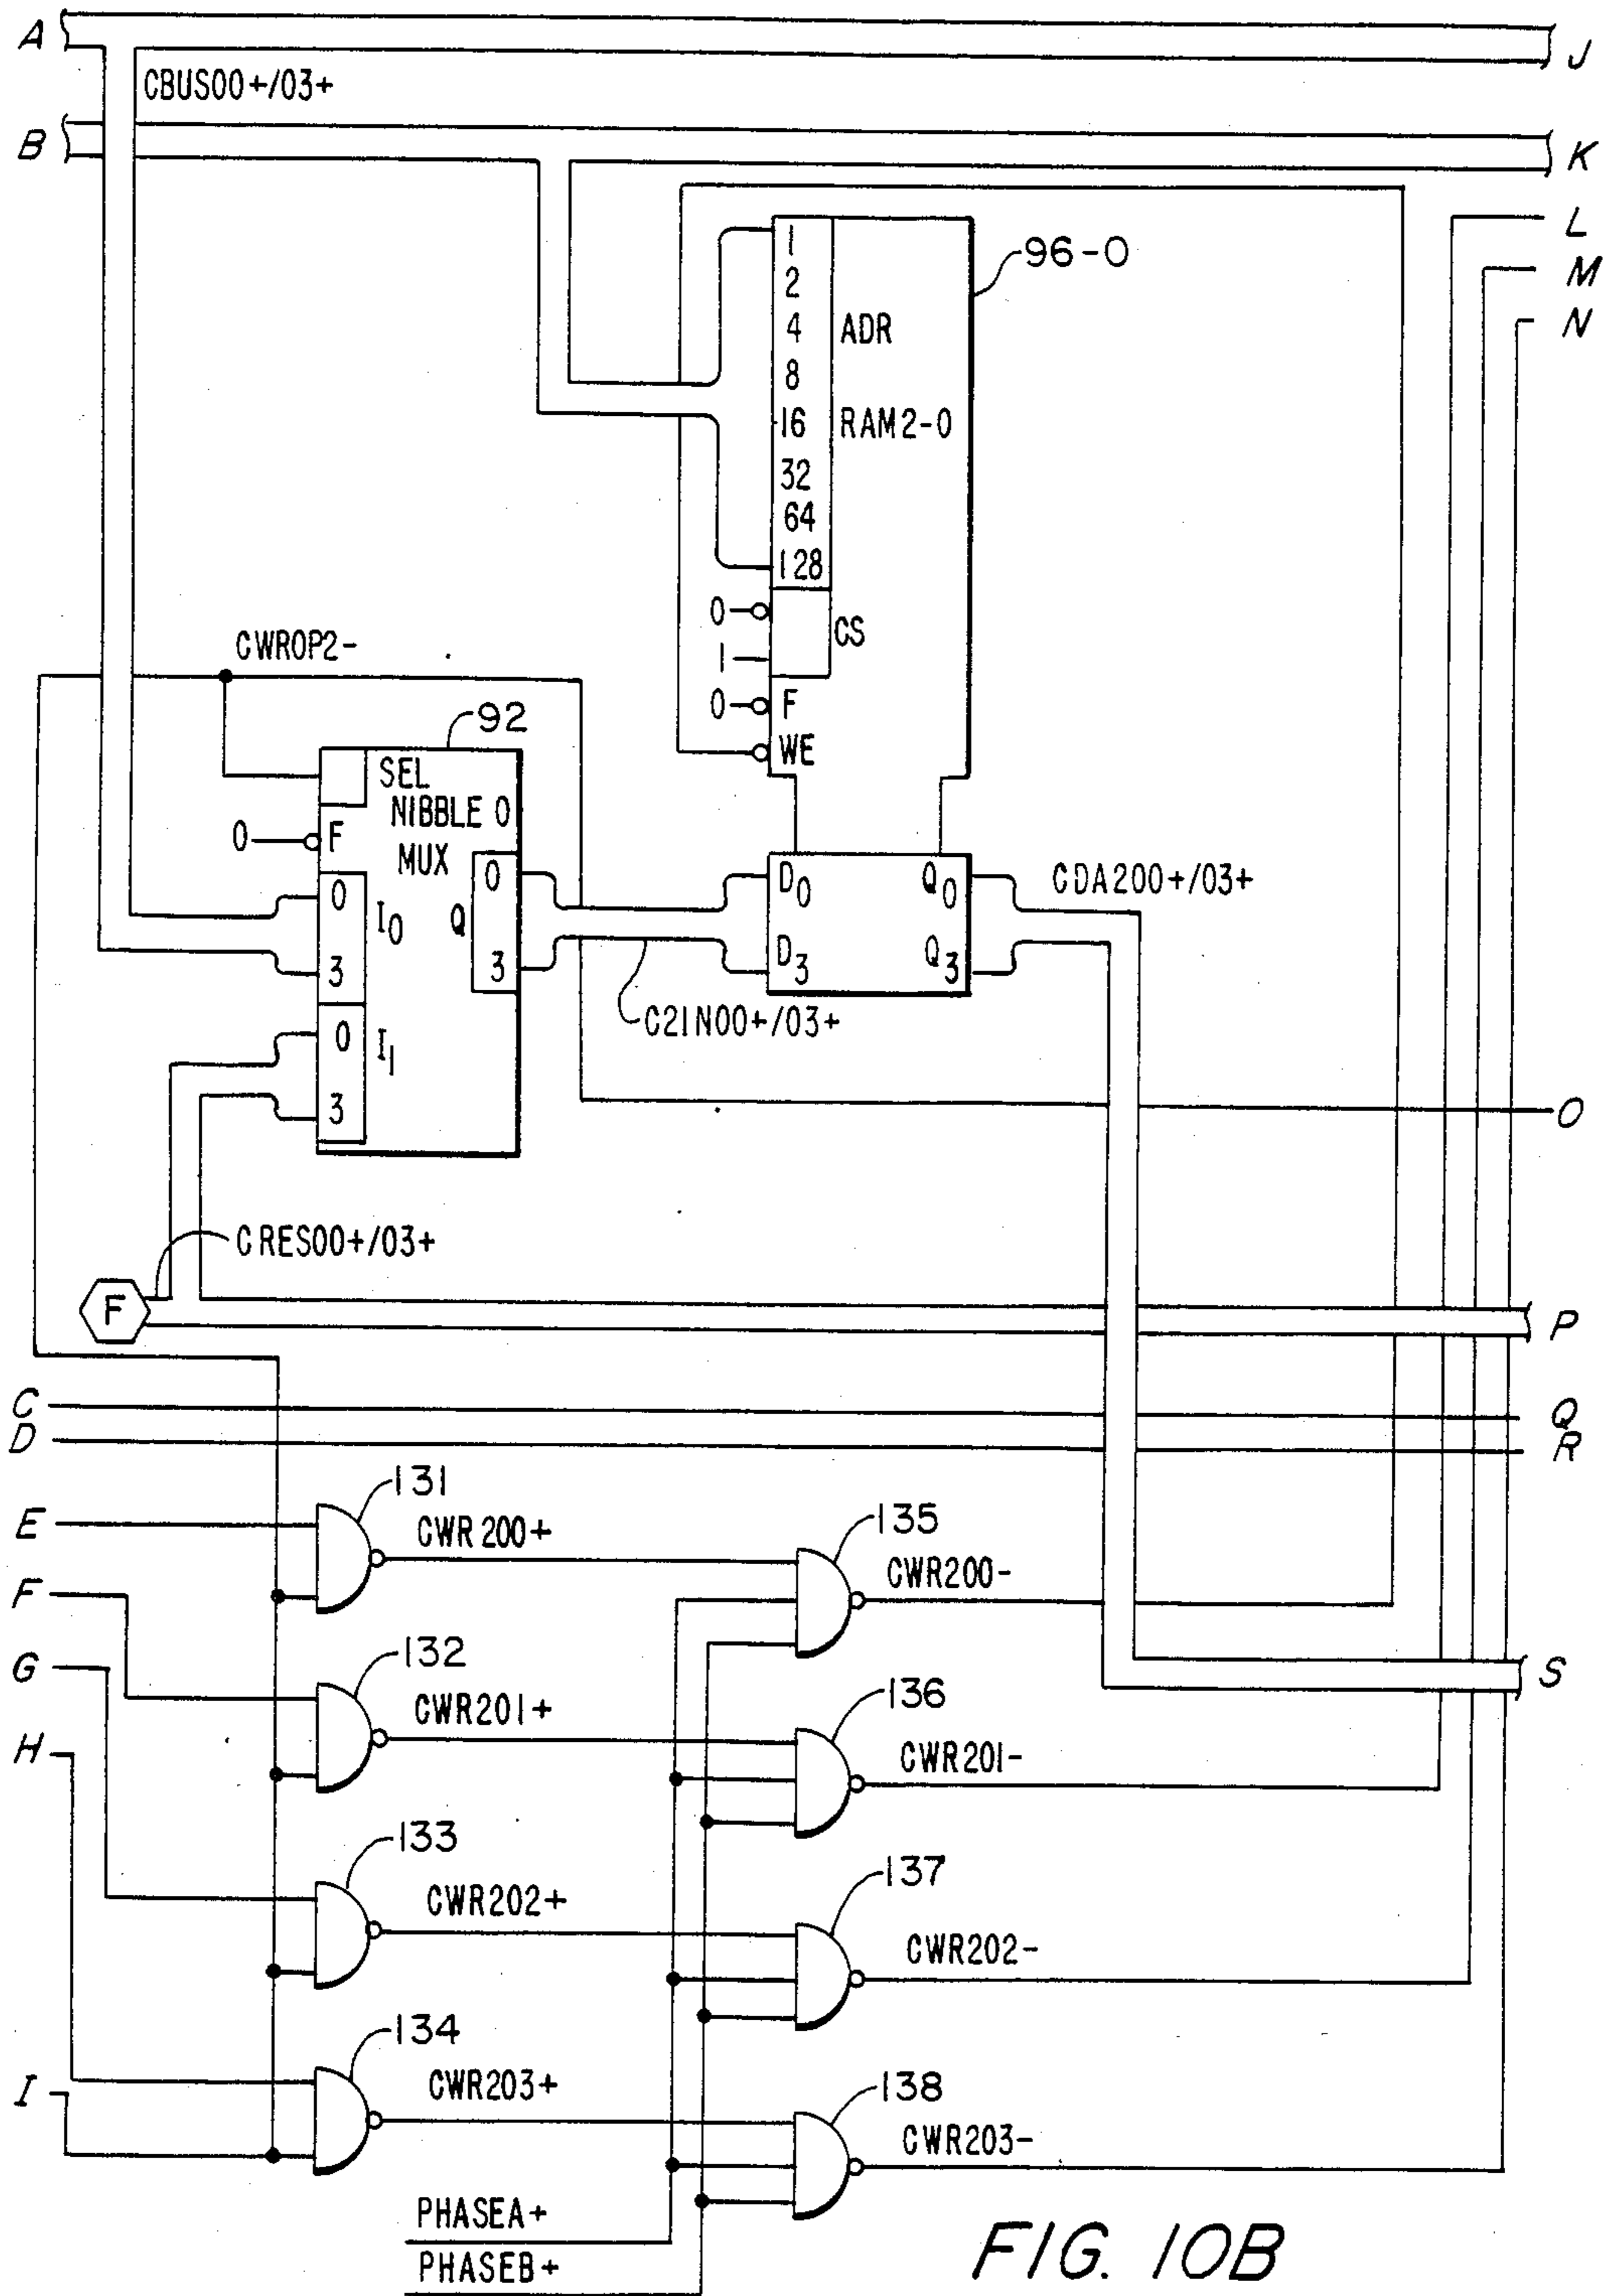 A
J
CBUS00+/03+
B
K
L
96-0
M
N
1
2
4
8
16
32
64
128
ADR
RAM2-0
0
CS
1
0
F
WE
CWROP2-
92
SEL
NIBBLE 0
MUX
0
F
0
I0
3
0
I1
3
Q
0
3
D0
Q0
D3
Q3
CDA200+/03+
C2IN00+/03+
O
CRES00+/03+
F
P
C
Q
D
R
131
E
CWR200+
135
CWR200-
F
132
G
S
CWR201+
136
H
CWR201-
133
CWR202+
137
CWR202-
134
I
CWR203+
138
CWR203-
PHASEA+
PHASEB+
FIG. 10B